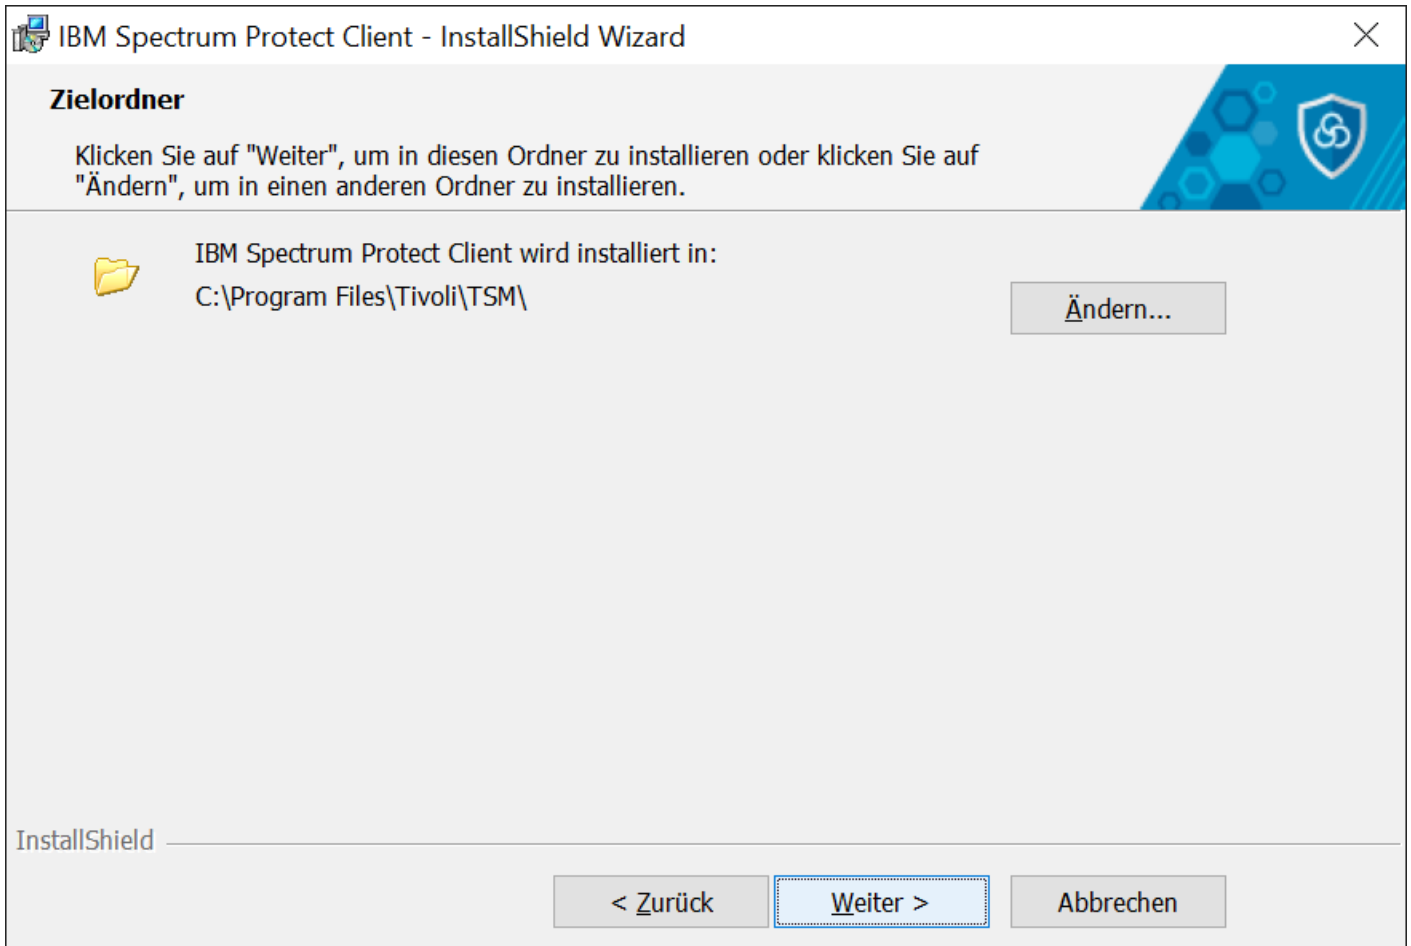 IBM Spectrum Protect Client - InstallShield Wizard
Zielordner
Klicken Sie auf "Weiter", um in diesen Ordner zu installieren oder klicken Sie auf
"Ändern", um in einen anderen Ordner zu installieren.
IBM Spectrum Protect Client wird installiert in:
C:\Program Files\Tivoli\TSM\
Ändern...
InstallShield
< Zurück
Weiter >
Abbrechen